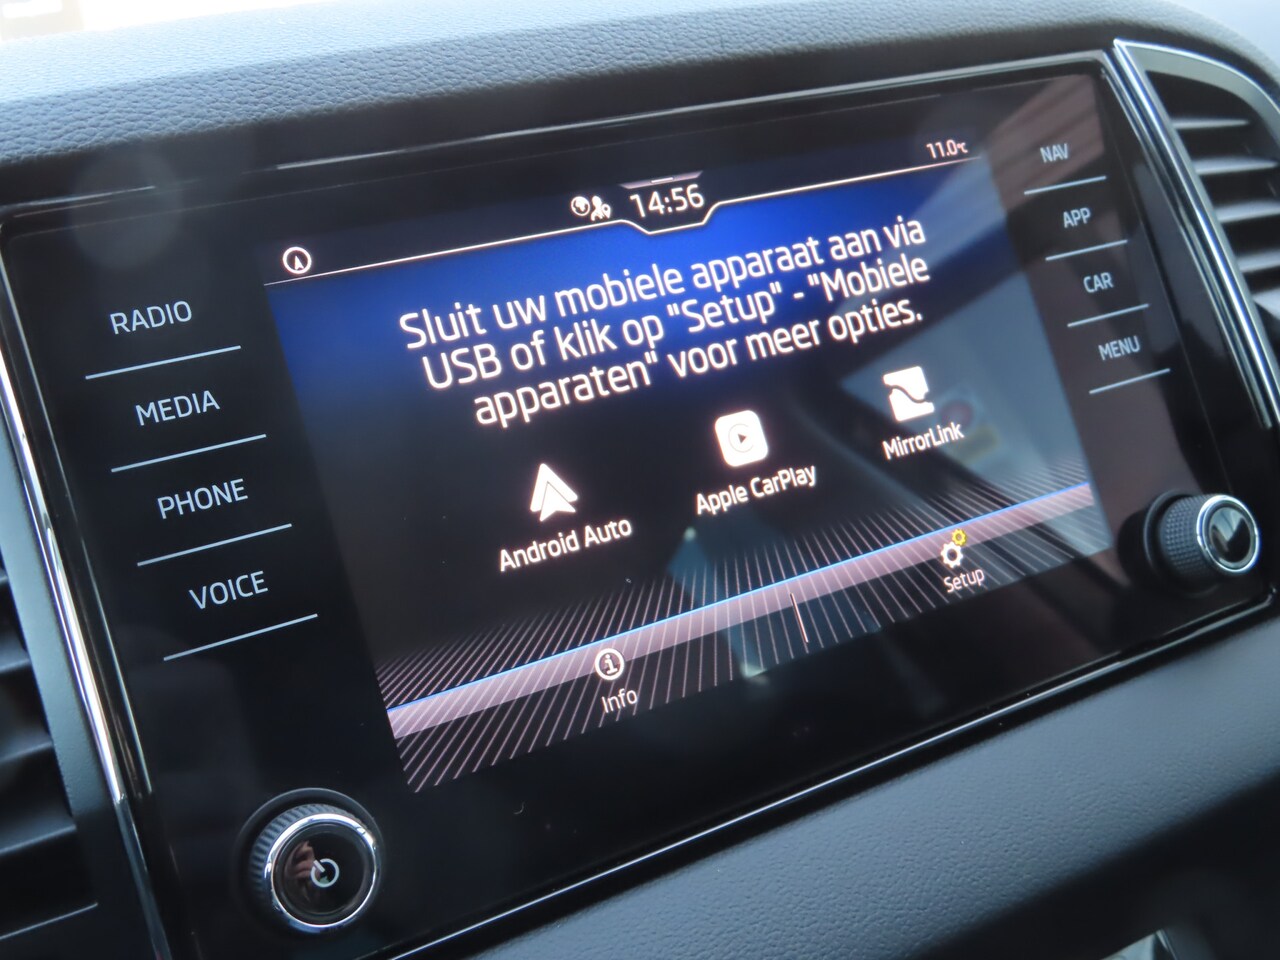 11.0°C
14:56
Sluit uw mobiele apparaat aan via
USB of klik op "Setup" - "Mobiele
apparaten" voor meer opties.
Android Auto
Apple CarPlay
MirrorLink
Info
Setup
RADIO
MEDIA
PHONE
VOICE
NAV
APP
CAR
MENU